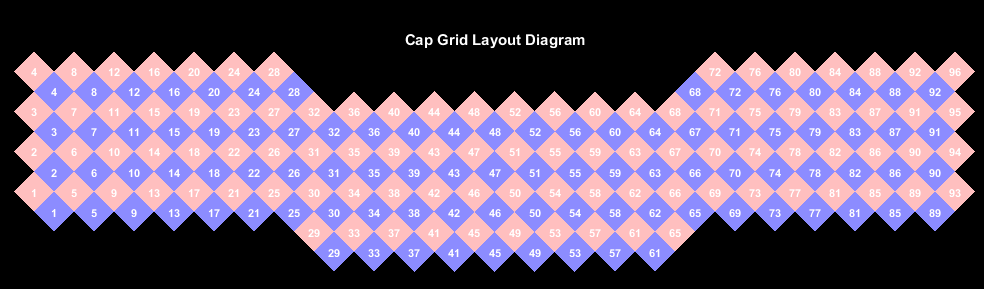 Cap Grid Layout Diagram
4 8 12 16 20 24 28 72 76 80 84 88 92 96
4 8 12 16 20 24 28 68 72 76 80 84 88 92
3 7 11 15 19 23 27 32 36 40 44 48 52 56 60 64 68 71 75 79 83 87 91 95
3 7 11 15 19 23 27 32 36 40 44 48 52 56 60 64 67 71 75 79 83 87 91
2 6 10 14 18 22 26 31 35 39 43 47 51 55 59 63 67 70 74 78 82 86 90 94
2 6 10 14 18 22 26 31 35 39 43 47 51 55 59 63 66 70 74 78 82 86 90
1 5 9 13 17 21 25 30 34 38 42 46 50 54 58 62 66 69 73 77 81 85 89 93
1 5 9 13 17 21 25 30 34 38 42 46 50 54 58 62 65 69 73 77 81 85 89
29 33 37 41 45 49 53 57 61 65
29 33 37 41 45 49 53 57 61